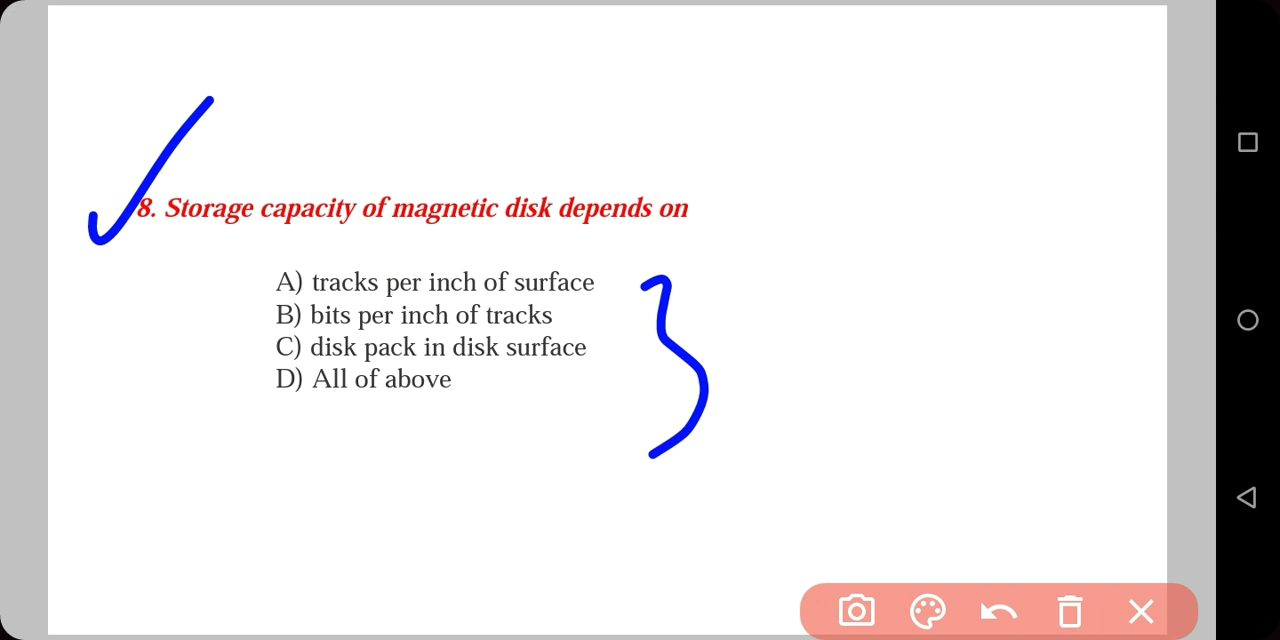 8. Storage capacity of magnetic disk depends on
A) tracks per inch of surface
B) bits per inch of tracks
C) disk pack in disk surface
D) All of above